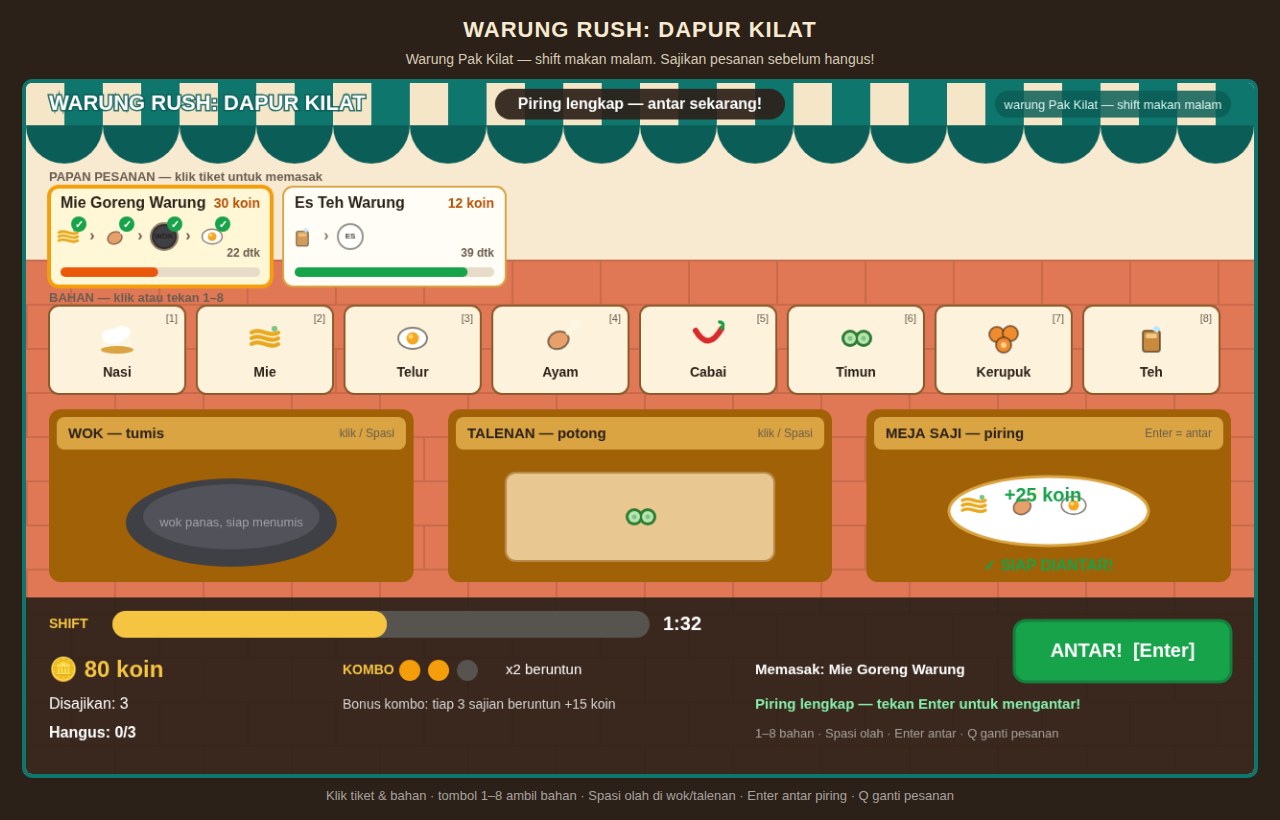 WARUNG RUSH: DAPUR KILAT
Warung Pak Kilat — shift makan malam. Sajikan pesanan sebelum hangus!
WARUNG RUSH: DAPUR KILAT
Piring lengkap — antar sekarang!
warung Pak Kilat — shift makan malam
PAPAN PESANAN — klik tiket untuk memasak
Mie Goreng Warung 30 koin
22 dtk
Es Teh Warung 12 koin
ES
39 dtk
BAHAN — klik atau tekan 1–8
[1] Nasi
[2] Mie
[3] Telur
[4] Ayam
[5] Cabai
[6] Timun
[7] Kerupuk
[8] Teh
WOK — tumis klik / Spasi
wok panas, siap menumis
TALENAN — potong klik / Spasi
MEJA SAJI — piring Enter = antar
+25 koin
✓ SIAP DIANTAR!
SHIFT 1:32
80 koin
KOMBO x2 beruntun
Memasak: Mie Goreng Warung
ANTAR! [Enter]
Disajikan: 3
Bonus kombo: tiap 3 sajian beruntun +15 koin
Piring lengkap — tekan Enter untuk mengantar!
Hangus: 0/3
1–8 bahan · Spasi olah · Enter antar · Q ganti pesanan
Klik tiket & bahan · tombol 1–8 ambil bahan · Spasi olah di wok/talenan · Enter antar piring · Q ganti pesanan